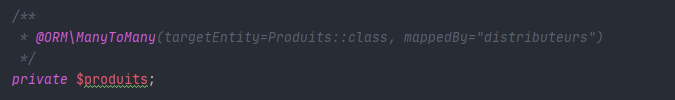 /**
 * @ORM\ManyToMany(targetEntity=Produits::class, mappedBy="distributeurs")
 */
private $produits;